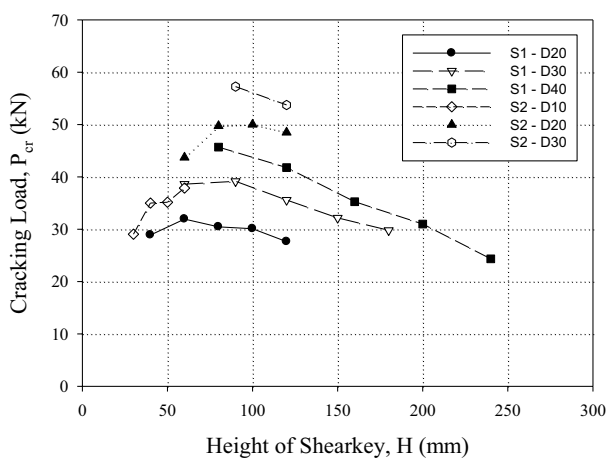 70
60
50
40
30
20
10
0
Cracking Load, Pcr (kN)
S1 - D20
S1 - D30
S1 - D40
S2 - D10
S2 - D20
S2 - D30
0 50 100 150 200 250 300
Height of Shearkey, H (mm)